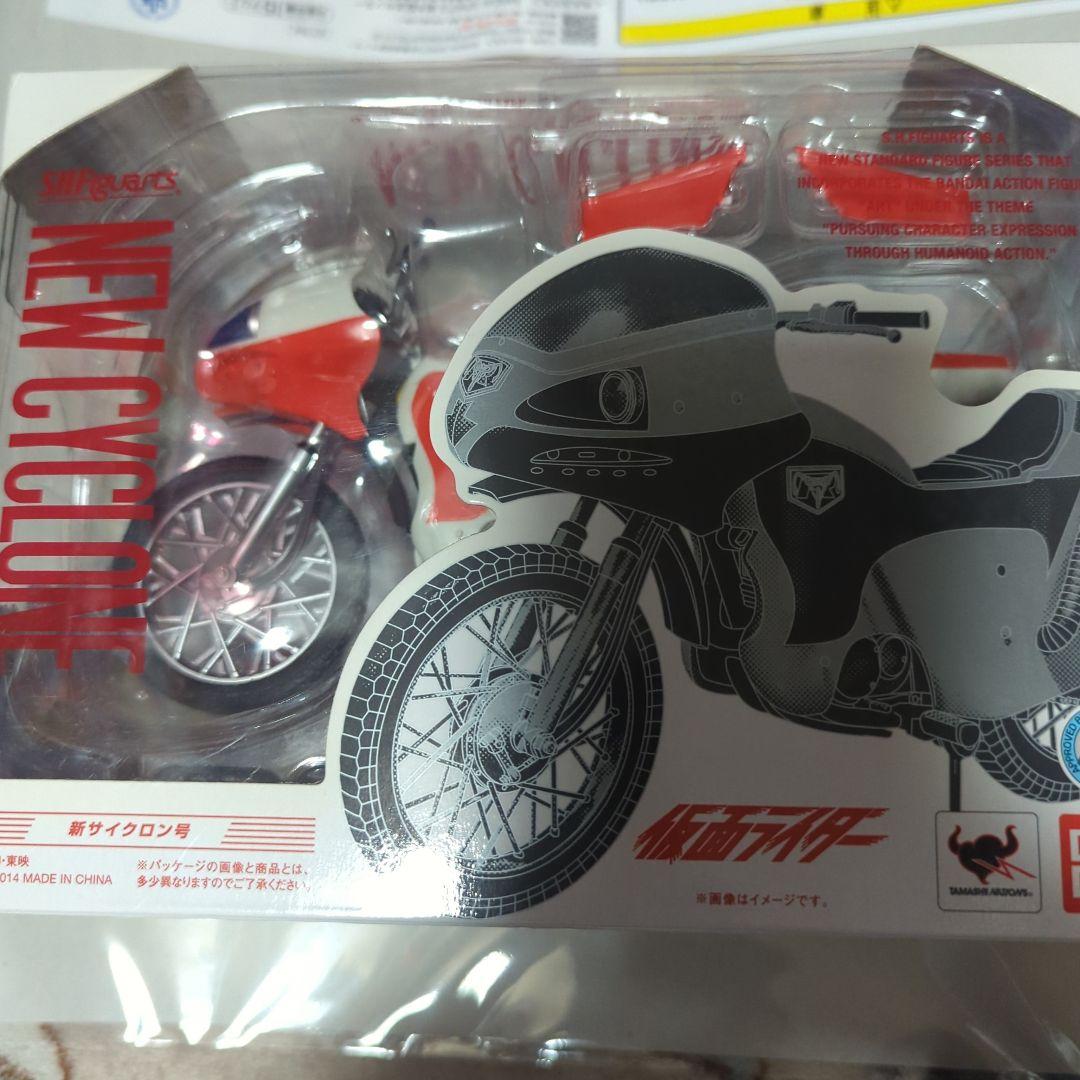 S.H.Figuarts
NEW CYCLONE
S.H.FIGUARTS IS A
NEW STANDARD FIGURE SERIES THAT
INCORPORATES THE BANDAI ACTION FIGU
"ART" UNDER THE THEME
"PURSUING CHARACTER EXPRESSION
THROUGH HUMANOID ACTION."
新サイクロン号
・東映
014 MADE IN CHINA
※パッケージの画像と商品とは、
多少異なりますのでご了承ください。
仮面ライダー
※画像はイメージです。
TAMASHII NATIONS
APPROVED B